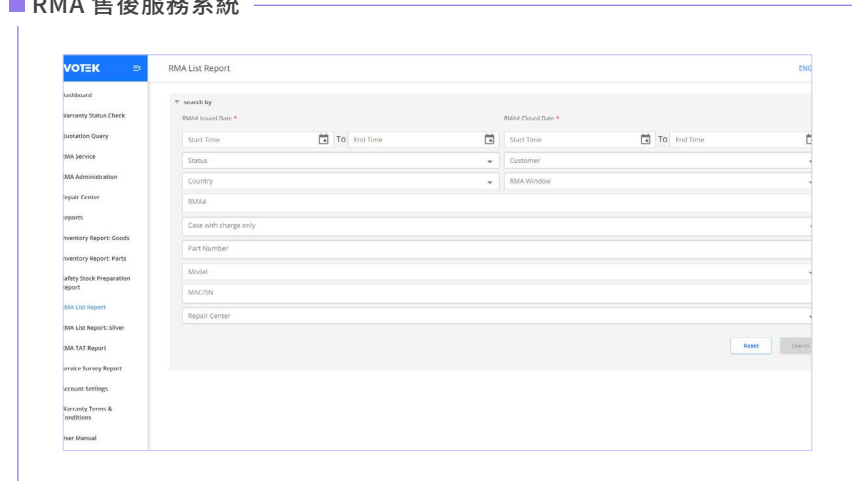 RMA 售後服務系統
VOTEK
RMA List Report
ENG
ashboard
Warranty Status Check
uotation Query
MA Service
MA Administration
epair Center
eports
nventory Report: Goods
nventory Report: Parts
afety Stock Preparation
eport
RMA List Report
MA List Report: Silver
MA TAT Report
ervice Survey Report
ccount Settings
Warranty Terms &
onditions
ser Manual
search by
RMA# Issued Date *
RMA# Closed Date *
Start Time To End Time
Start Time To End Time
Status
Customer
Country
RMA Window
RMA#
Case with charge only
Part Number
Model
MAC/SN
Repair Center
Reset
Search